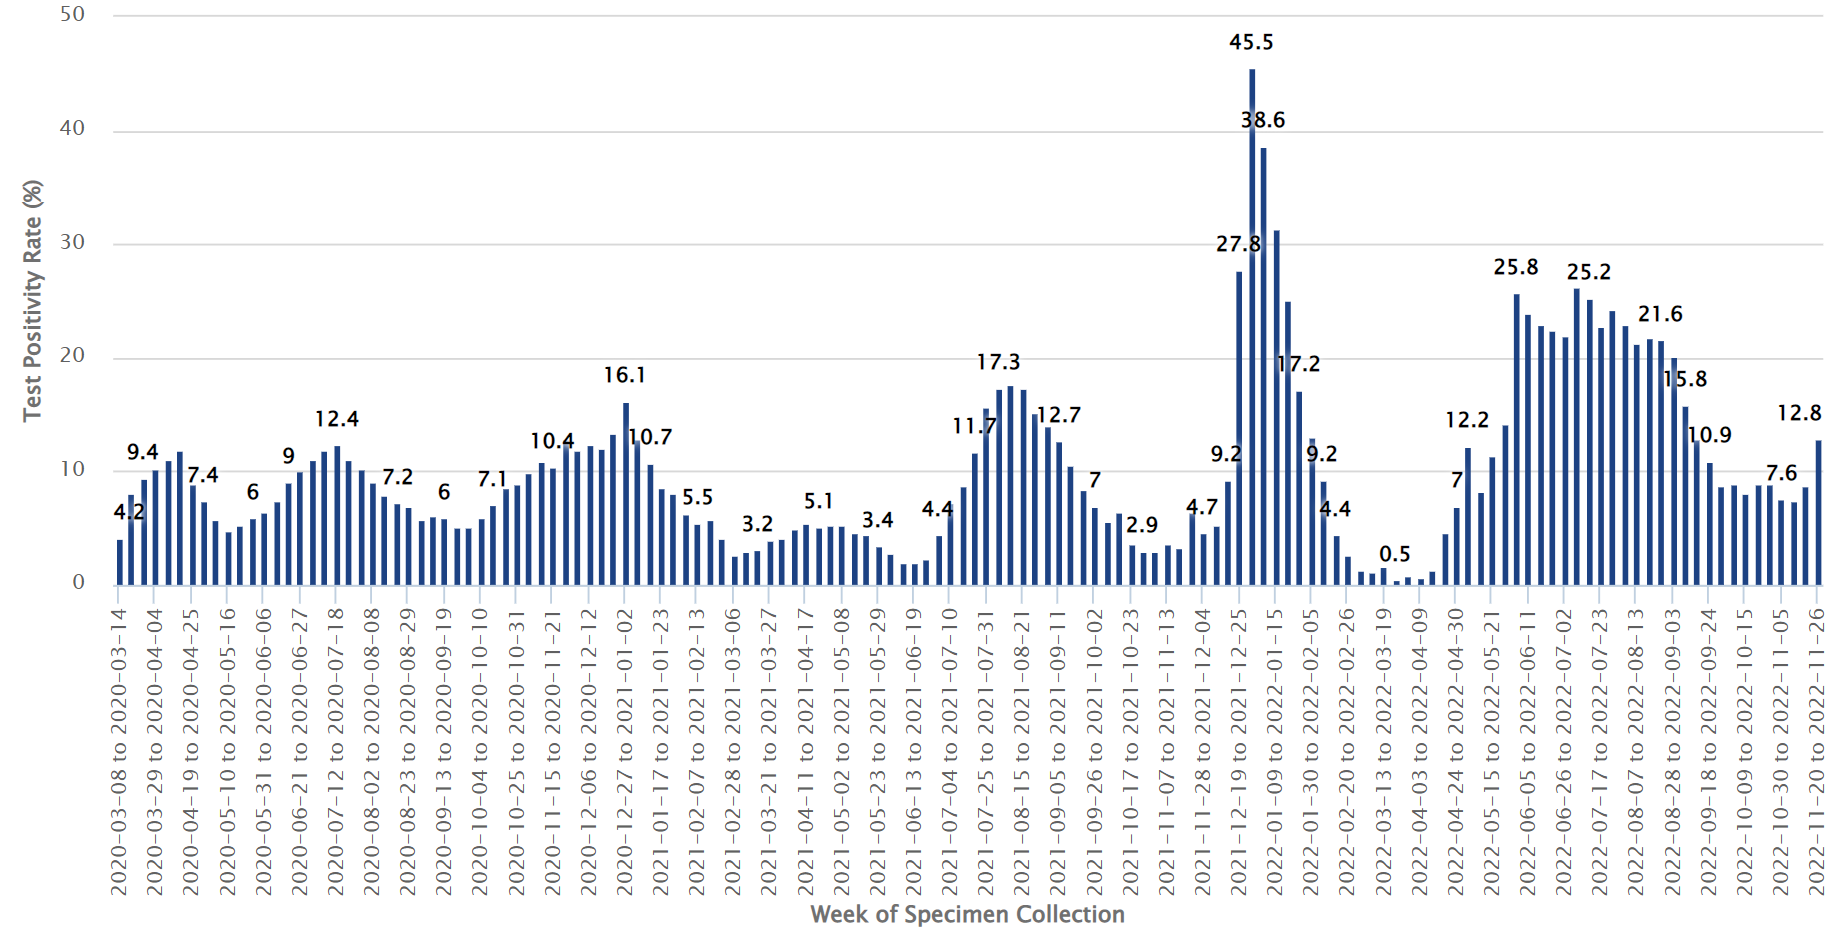 50
40
30
20
10
0
Test Positivity Rate (%)
4.2
9.4
7.4
6
9
12.4
7.2
6
7.1
10.4
16.1
10.7
5.5
3.2
5.1
3.4
4.4
11.7
17.3
12.7
7
2.9
4.7
9.2
27.8
45.5
38.6
17.2
9.2
4.4
0.5
7
12.2
25.8
25.2
21.6
15.8
10.9
7.6
12.8
2020-03-08 to 2020-03-14
2020-03-29 to 2020-04-04
2020-04-19 to 2020-04-25
2020-05-10 to 2020-05-16
2020-05-31 to 2020-06-06
2020-06-21 to 2020-06-27
2020-07-12 to 2020-07-18
2020-08-02 to 2020-08-08
2020-08-23 to 2020-08-29
2020-09-13 to 2020-09-19
2020-10-04 to 2020-10-10
2020-10-25 to 2020-10-31
2020-11-15 to 2020-11-21
2020-12-06 to 2020-12-12
2020-12-27 to 2021-01-02
2021-01-17 to 2021-01-23
2021-02-07 to 2021-02-13
2021-02-28 to 2021-03-06
2021-03-21 to 2021-03-27
2021-04-11 to 2021-04-17
2021-05-02 to 2021-05-08
2021-05-23 to 2021-05-29
2021-06-13 to 2021-06-19
2021-07-04 to 2021-07-10
2021-07-25 to 2021-07-31
2021-08-15 to 2021-08-21
2021-09-05 to 2021-09-11
2021-09-26 to 2021-10-02
2021-10-17 to 2021-10-23
2021-11-07 to 2021-11-13
2021-11-28 to 2021-12-04
2021-12-19 to 2021-12-25
2022-01-09 to 2022-01-15
2022-01-30 to 2022-02-05
2022-02-20 to 2022-02-26
2022-03-13 to 2022-03-19
2022-04-03 to 2022-04-09
2022-04-24 to 2022-04-30
2022-05-15 to 2022-05-21
2022-06-05 to 2022-06-11
2022-06-26 to 2022-07-02
2022-07-17 to 2022-07-23
2022-08-07 to 2022-08-13
2022-08-28 to 2022-09-03
2022-09-18 to 2022-09-24
2022-10-09 to 2022-10-15
2022-10-30 to 2022-11-05
2022-11-20 to 2022-11-26
Week of Specimen Collection